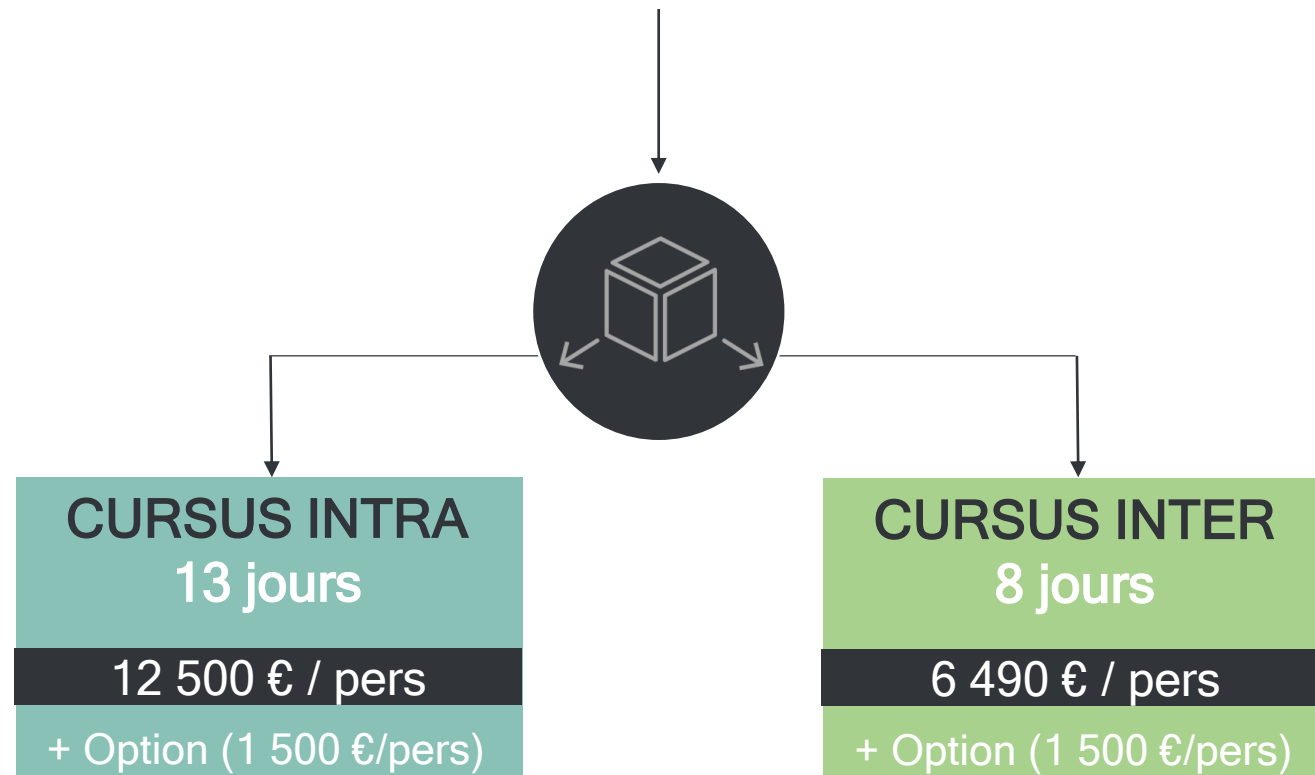 CURSUS INTRA
13 jours
12 500 € / pers
+ Option (1 500 €/pers)
CURSUS INTER
8 jours
6 490 € / pers
+ Option (1 500 €/pers)